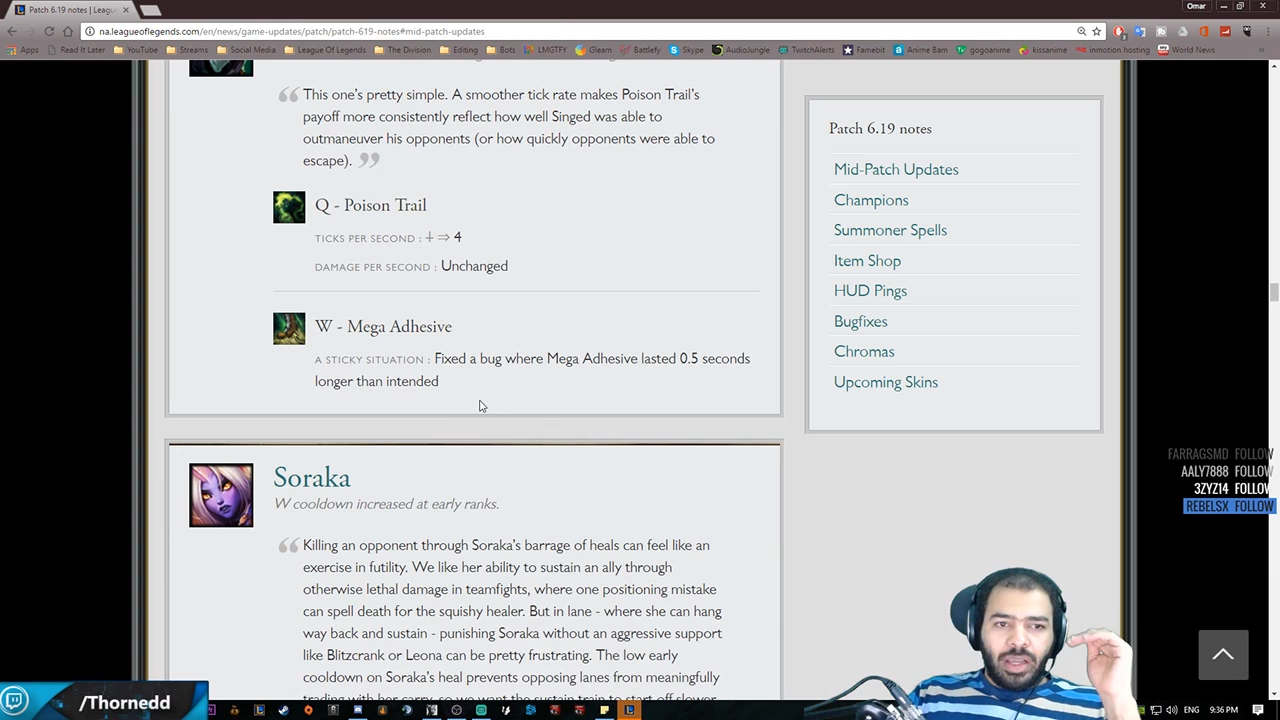 Patch 6.19 notes | Leagu
Omar
na.leagueoflegends.com/en/news/game-updates/patch/patch-619-notes#mid-patch-updates
Apps
Read It Later
YouTube
Streams
Social Media
League Of Legends
The Division
Editing
Bots
LMGTFY
Gleam
Battlefy
Skype
AudioJungle
TwitchAlerts
Famebit
Anime Bam
gogoanime
kissanime
inmotion hosting
World News
This one's pretty simple. A smoother tick rate makes Poison Trail's
payoff more consistently reflect how well Singed was able to
outmaneuver his opponents (or how quickly opponents were able to
escape).
Q - Poison Trail
TICKS PER SECOND : 1 ⇒ 4
DAMAGE PER SECOND : Unchanged
W - Mega Adhesive
A STICKY SITUATION : Fixed a bug where Mega Adhesive lasted 0.5 seconds
longer than intended
Soraka
W cooldown increased at early ranks.
Killing an opponent through Soraka's barrage of heals can feel like an
exercise in futility. We like her ability to sustain an ally through
otherwise lethal damage in teamfights, where one positioning mistake
can spell death for the squishy healer. But in lane - where she can hang
way back and sustain - punishing Soraka without an aggressive support
like Blitzcrank or Leona can be pretty frustrating. The low early
cooldown on Soraka's heal prevents opposing lanes from meaningfully
trading with her carry
we want the sustain train to start off slower
Patch 6.19 notes
Mid-Patch Updates
Champions
Summoner Spells
Item Shop
HUD Pings
Bugfixes
Chromas
Upcoming Skins
FARRAGSMD FOLLOW
AALY7888 FOLLOW
3ZYZ14 FOLLOW
REBELSX FOLLOW
/Thornedd
ENG
9:36 PM